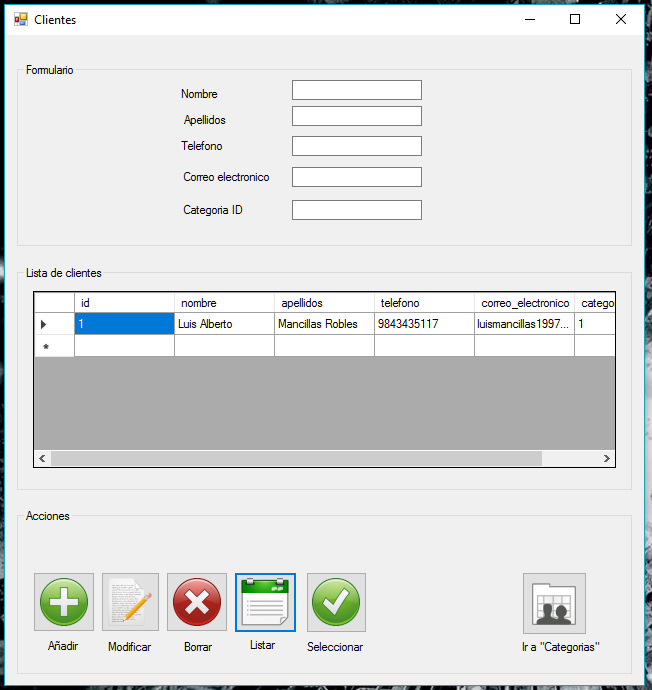 Clientes
Formulario
Nombre
Apellidos
Telefono
Correo electronico
Categoria ID
Lista de clientes
id nombre apellidos telefono correo_electronico catego
1 Luis Alberto Mancillas Robles 9843435117 luismancillas1997... 1
*
Acciones
Añadir Modificar Borrar Listar Seleccionar Ir a "Categorias"